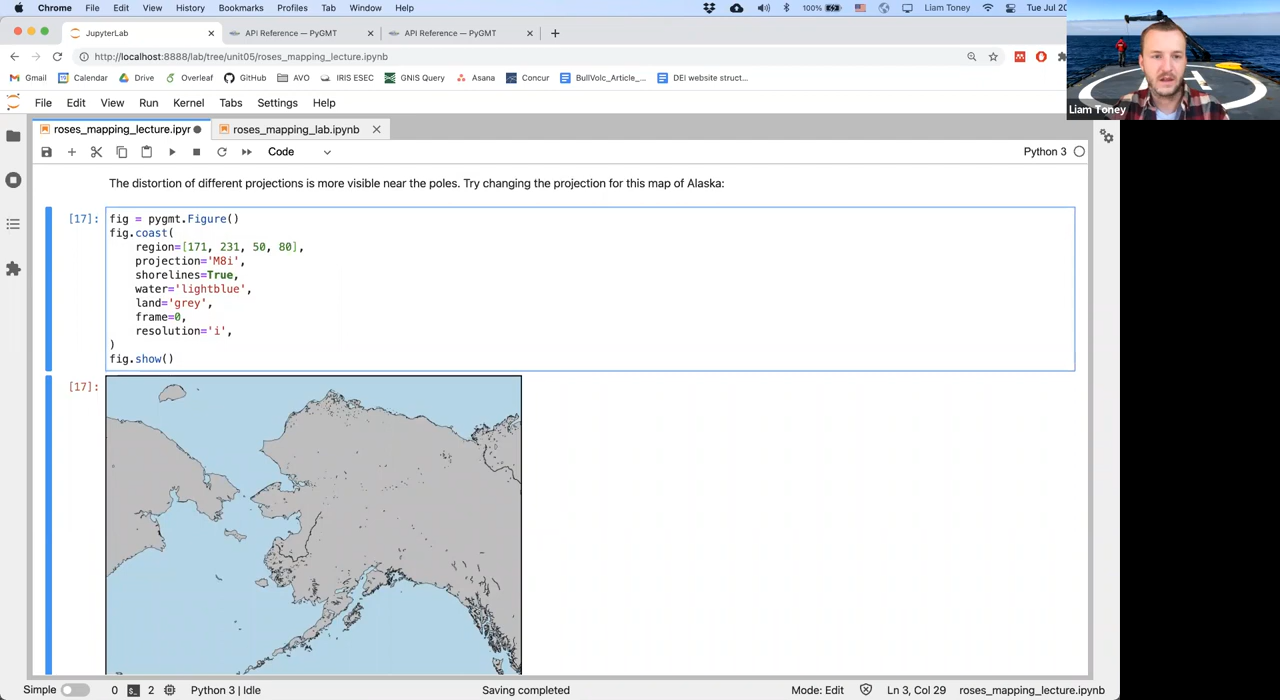 Chrome File Edit View History Bookmarks Profiles Tab Window Help 100% Liam Toney Tue Jul 20
JupyterLab API Reference — PyGMT API Reference — PyGMT
http://localhost:8888/lab/tree/unit05/roses_mapping_lecture.ipynb
Gmail Calendar Drive Overleaf GitHub AVO IRIS ESEC GNIS Query Asana Concur BullVolc_Article_... DEI website struct...
Liam Toney
File Edit View Run Kernel Tabs Settings Help
roses_mapping_lecture.ipyr roses_mapping_lab.ipynb
Code Python 3
The distortion of different projections is more visible near the poles. Try changing the projection for this map of Alaska:
[17]: fig = pygmt.Figure()
fig.coast(
region=[171, 231, 50, 80],
projection='M8i',
shorelines=True,
water='lightblue',
land='grey',
frame=0,
resolution='i',
)
fig.show()
[17]:
Simple 0 2 Python 3 | Idle Saving completed Mode: Edit Ln 3, Col 29 roses_mapping_lecture.ipynb